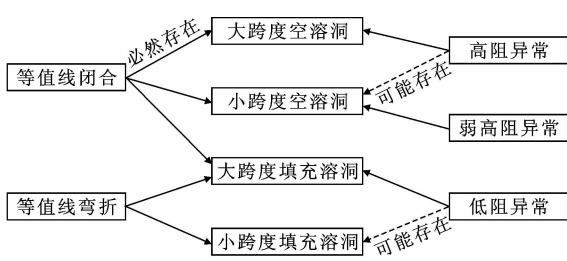 必然存在
大跨度空溶洞
高阻异常
等值线闭合
小跨度空溶洞
可能存在
弱高阻异常
大跨度填充溶洞
等值线弯折
低阻异常
小跨度填充溶洞
可能存在